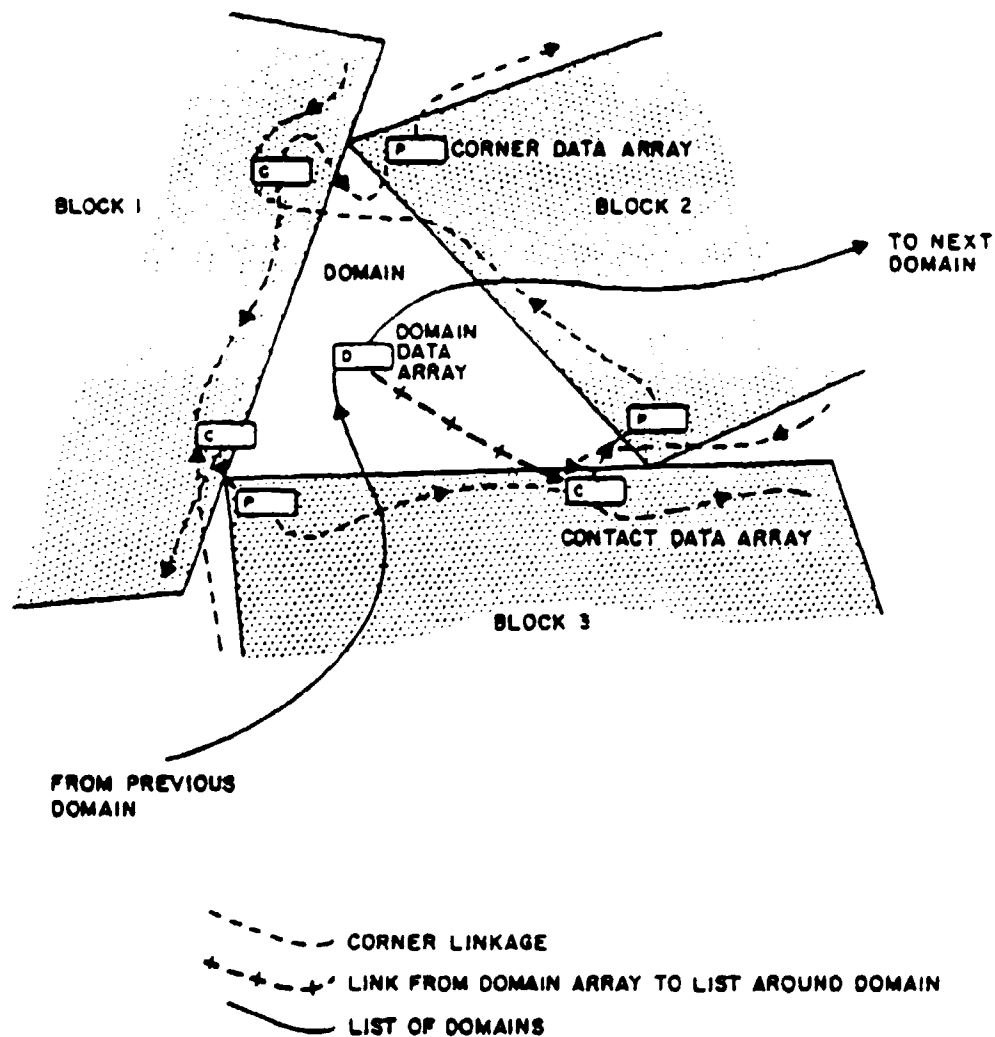 P
CORNER DATA ARRAY
C
BLOCK 1
BLOCK 2
TO NEXT
DOMAIN
DOMAIN
DOMAIN
DATA
ARRAY
D
P
C
P
C
CONTACT DATA ARRAY
BLOCK 3
FROM PREVIOUS
DOMAIN
CORNER LINKAGE
LINK FROM DOMAIN ARRAY TO LIST AROUND DOMAIN
LIST OF DOMAINS